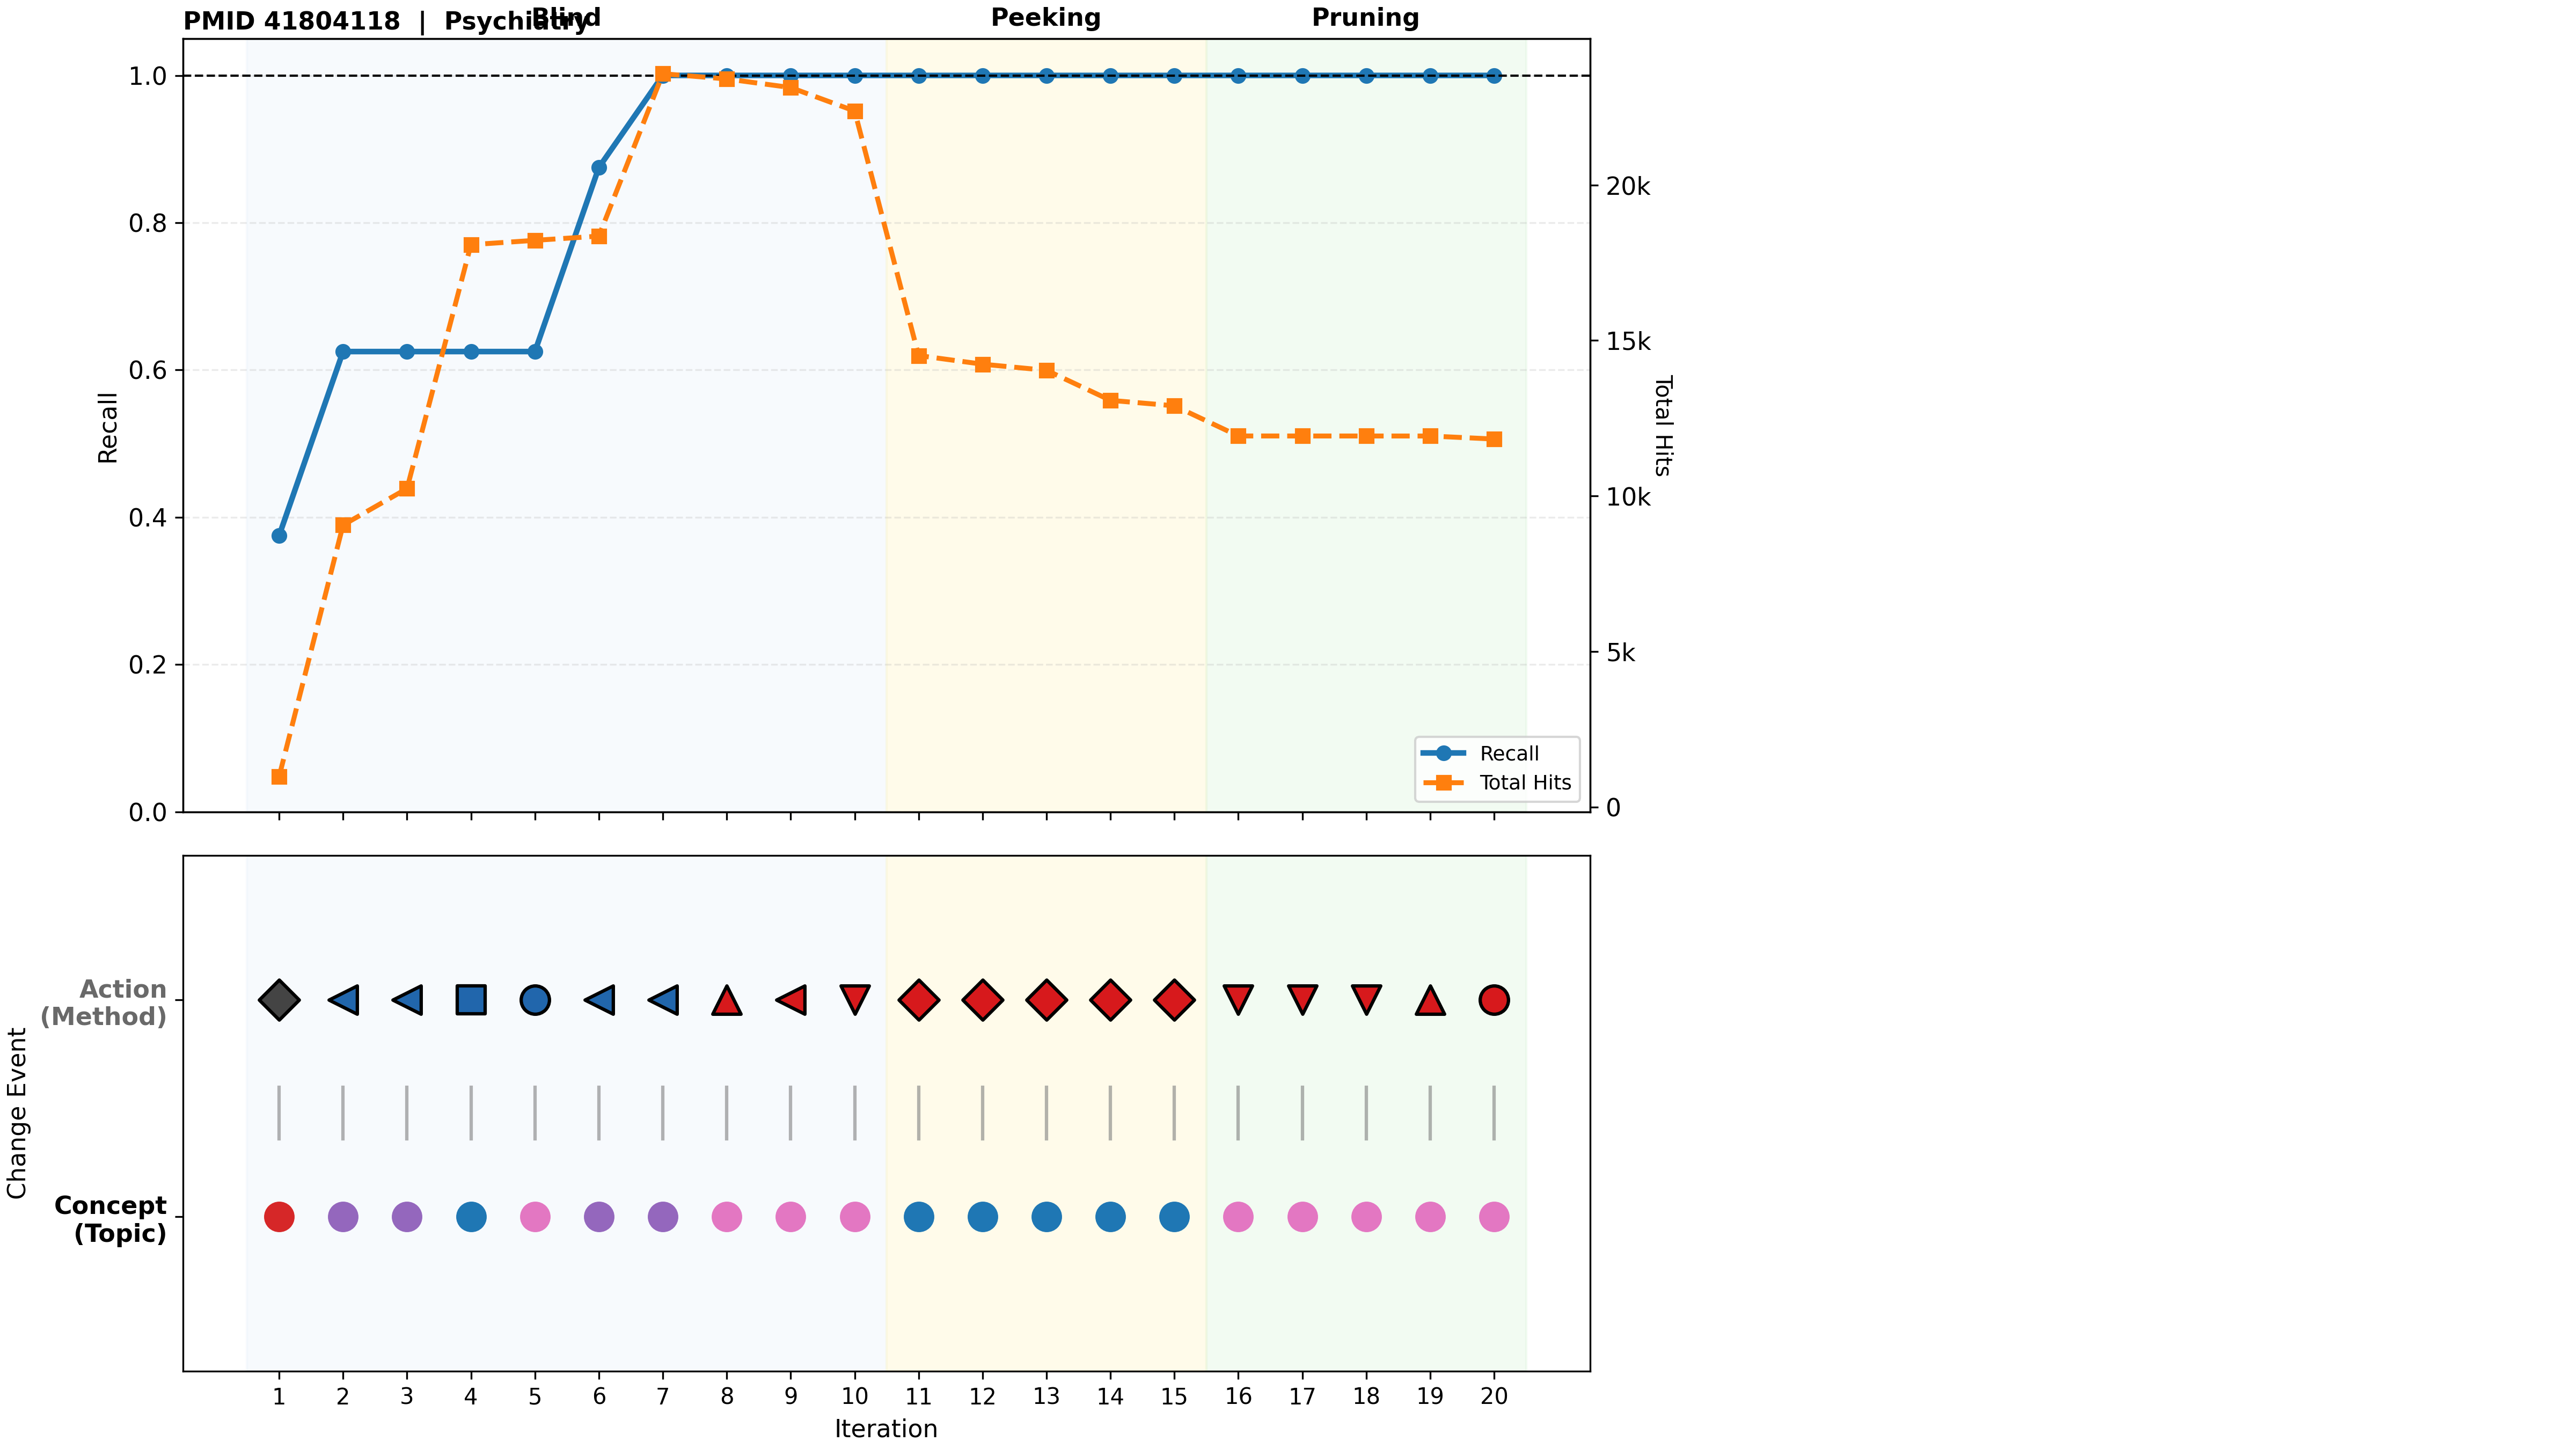 PMID 41804118 | Psychiatry
Blind
Peeking
Pruning
1.0
0.8
0.6
0.4
0.2
0.0
Recall
20k
15k
10k
5k
0
Total Hits
Recall
Total Hits
Action
(Method)
Concept
(Topic)
Change Event
1 2 3 4 5 6 7 8 9 10 11 12 13 14 15 16 17 18 19 20
Iteration